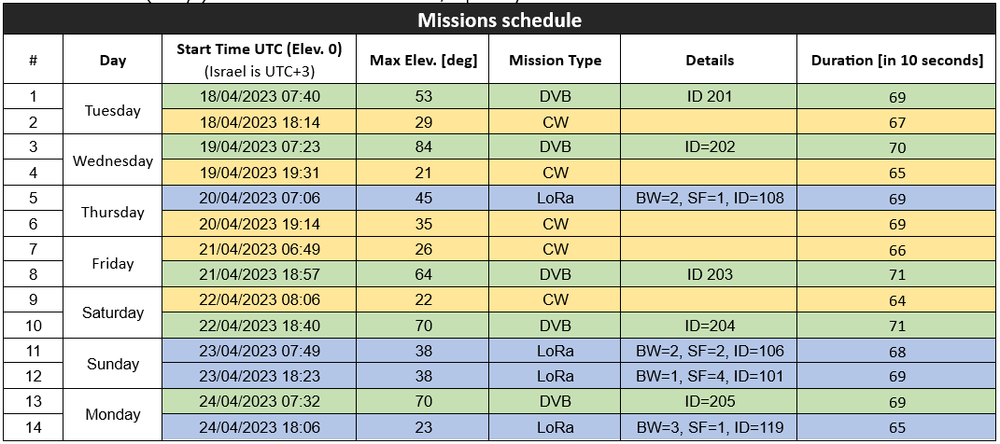 Missions schedule
# Day Start Time UTC (Elev. 0) (Israel is UTC+3) Max Elev. [deg] Mission Type Details Duration [in 10 seconds]
1 Tuesday 18/04/2023 07:40 53 DVB ID 201 69
2 18/04/2023 18:14 29 CW 67
3 Wednesday 19/04/2023 07:23 84 DVB ID=202 70
4 19/04/2023 19:31 21 CW 65
5 Thursday 20/04/2023 07:06 45 LoRa BW=2, SF=1, ID=108 69
6 20/04/2023 19:14 35 CW 69
7 Friday 21/04/2023 06:49 26 CW 66
8 21/04/2023 18:57 64 DVB ID 203 71
9 Saturday 22/04/2023 08:06 22 CW 64
10 22/04/2023 18:40 70 DVB ID=204 71
11 Sunday 23/04/2023 07:49 38 LoRa BW=2, SF=2, ID=106 68
12 23/04/2023 18:23 38 LoRa BW=1, SF=4, ID=101 69
13 Monday 24/04/2023 07:32 70 DVB ID=205 69
14 24/04/2023 18:06 23 LoRa BW=3, SF=1, ID=119 65